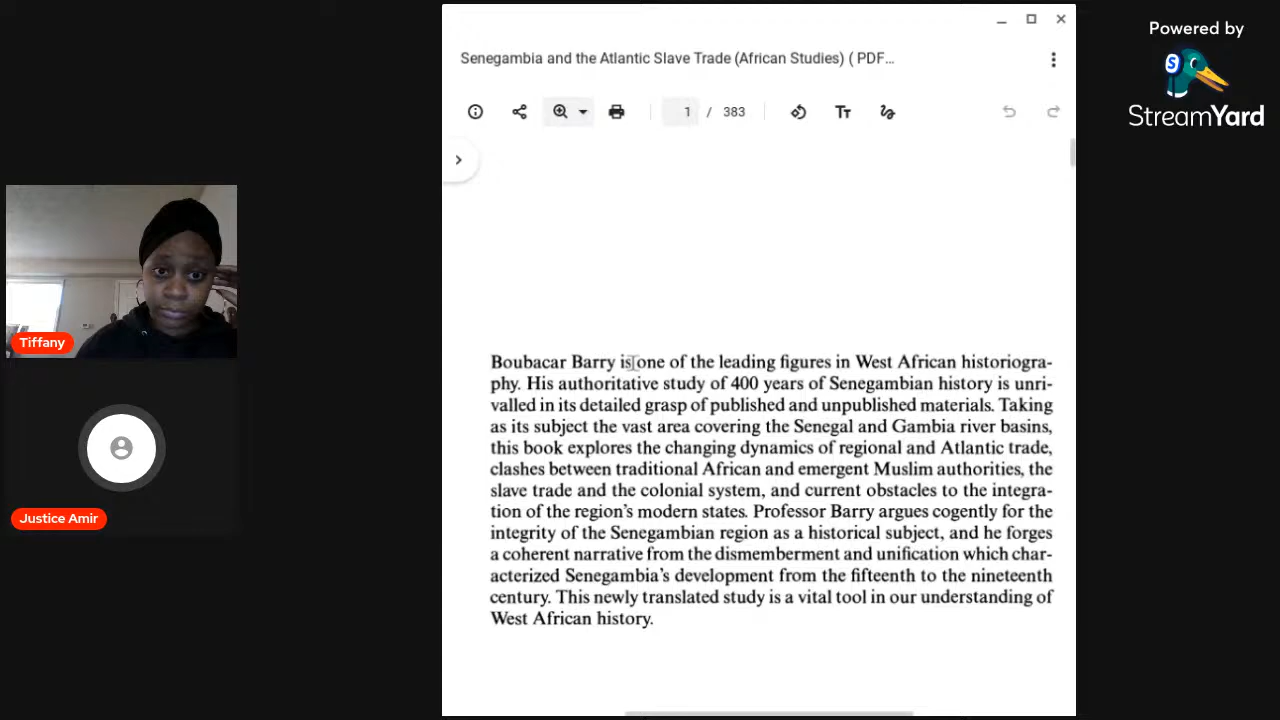 Powered by
StreamYard
Senegambia and the Atlantic Slave Trade (African Studies) ( PDF...
1 / 383
Tiffany
Justice Amir
Boubacar Barry is one of the leading figures in West African historiogra-
phy. His authoritative study of 400 years of Senegambian history is unri-
valled in its detailed grasp of published and unpublished materials. Taking
as its subject the vast area covering the Senegal and Gambia river basins,
this book explores the changing dynamics of regional and Atlantic trade,
clashes between traditional African and emergent Muslim authorities, the
slave trade and the colonial system, and current obstacles to the integra-
tion of the region's modern states. Professor Barry argues cogently for the
integrity of the Senegambian region as a historical subject, and he forges
a coherent narrative from the dismemberment and unification which char-
acterized Senegambia's development from the fifteenth to the nineteenth
century. This newly translated study is a vital tool in our understanding of
West African history.